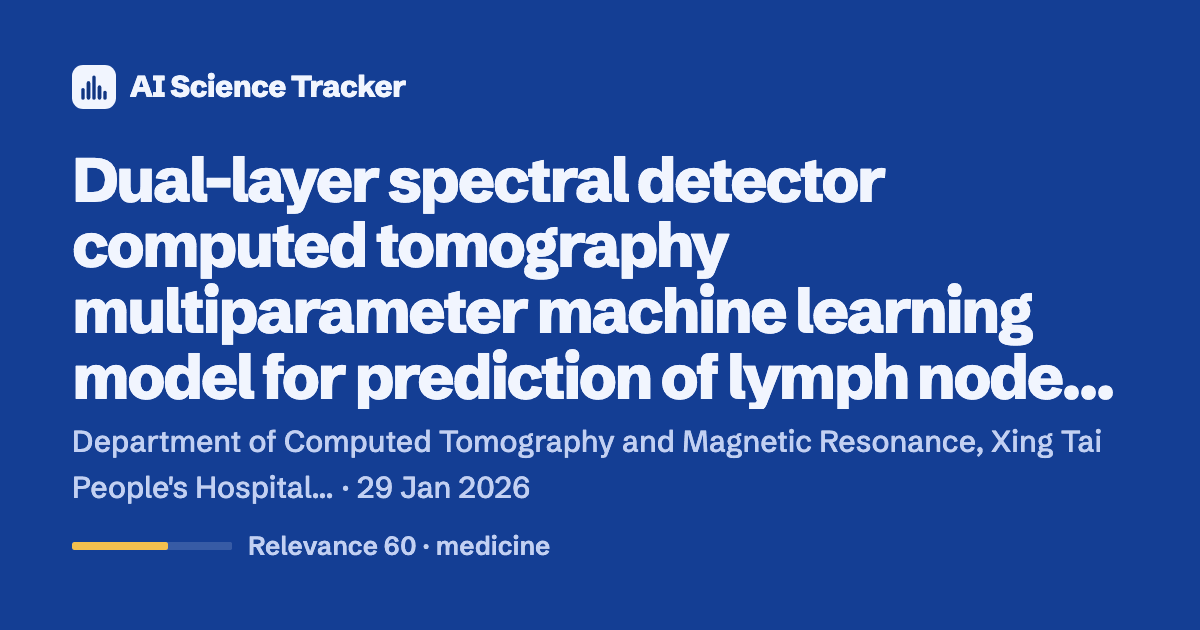 AI Science Tracker
Dual-layer spectral detector
computed tomography
multiparameter machine learning
model for prediction of lymph node...
Department of Computed Tomography and Magnetic Resonance, Xing Tai
People's Hospital... · 29 Jan 2026
Relevance 60 · medicine